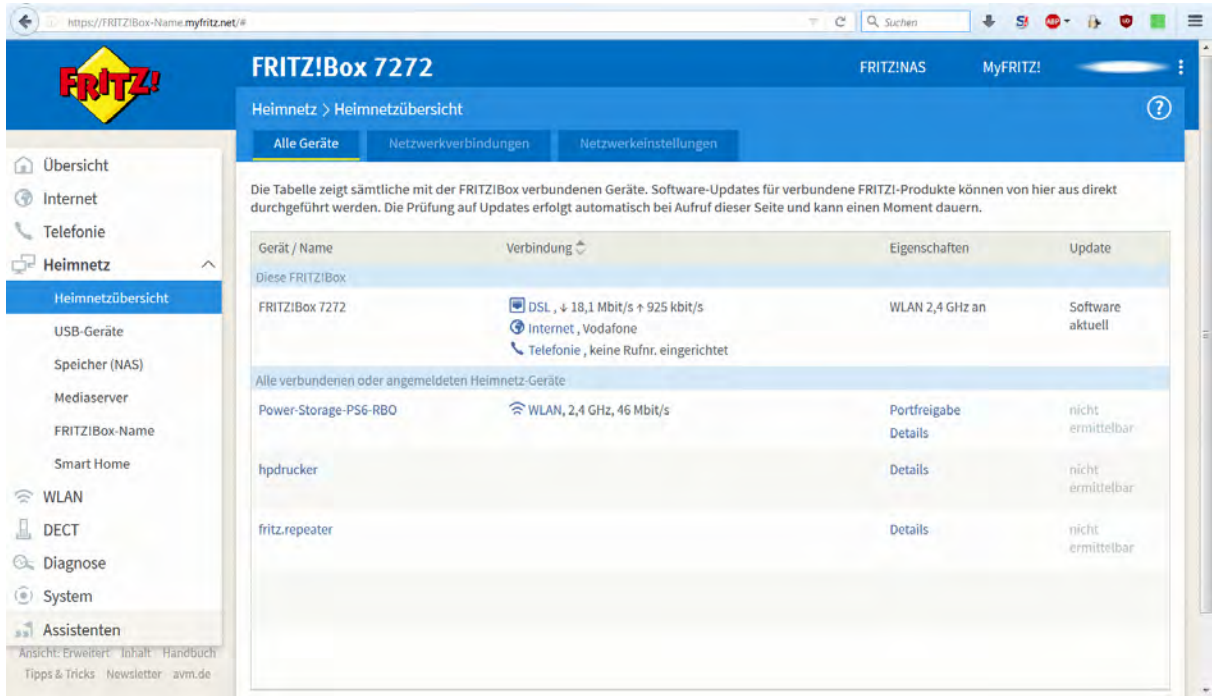 https://FRITZ!Box-Name.myfritz.net/#
Suchen
S!
ABP
FRITZ!
FRITZ!Box 7272
FRITZ!NAS
MyFRITZ!
Heimnetz > Heimnetzübersicht
?
Alle Geräte
Netzwerkverbindungen
Netzwerkeinstellungen
Übersicht
Internet
Telefonie
Heimnetz
Heimnetzübersicht
USB-Geräte
Speicher (NAS)
Mediaserver
FRITZ!Box-Name
Smart Home
WLAN
DECT
Diagnose
System
Assistenten
Ansicht: Erweitert Inhalt Handbuch
Tipps & Tricks Newsletter avm.de
Die Tabelle zeigt sämtliche mit der FRITZ!Box verbundenen Geräte. Software-Updates für verbundene FRITZ!-Produkte können von hier aus direkt
durchgeführt werden. Die Prüfung auf Updates erfolgt automatisch bei Aufruf dieser Seite und kann einen Moment dauern.
Gerät / Name Verbindung Eigenschaften Update
Diese FRITZ!Box
FRITZ!Box 7272 DSL , ↓ 18,1 Mbit/s ↑ 925 kbit/s WLAN 2,4 GHz an Software
aktuell
Internet , Vodafone
Telefonie , keine Rufnr. eingerichtet
Alle verbundenen oder angemeldeten Heimnetz-Geräte
Power-Storage-PS6-RBO WLAN, 2,4 GHz, 46 Mbit/s Portfreigabe nicht
Details ermittelbar
hpdrucker Details nicht
ermittelbar
fritz.repeater Details nicht
ermittelbar